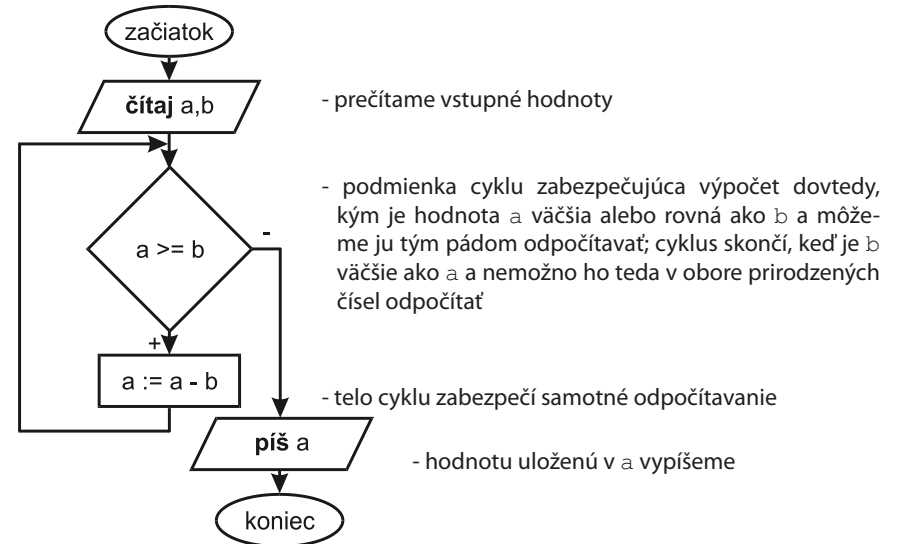 začiatok
čítaj a,b
- prečítame vstupné hodnoty
- podmienka cyklu zabezpečujúca výpočet dovtedy,
kým je hodnota a väčšia alebo rovná ako b a môže-
me ju tým pádom odpočítavať; cyklus skončí, keď je b
väčšie ako a a nemožno ho teda v obore prirodzených
čísel odpočítať
a >= b
-
+
a := a - b
- telo cyklu zabezpečí samotné odpočítavanie
píš a
- hodnotu uloženú v a vypíšeme
koniec